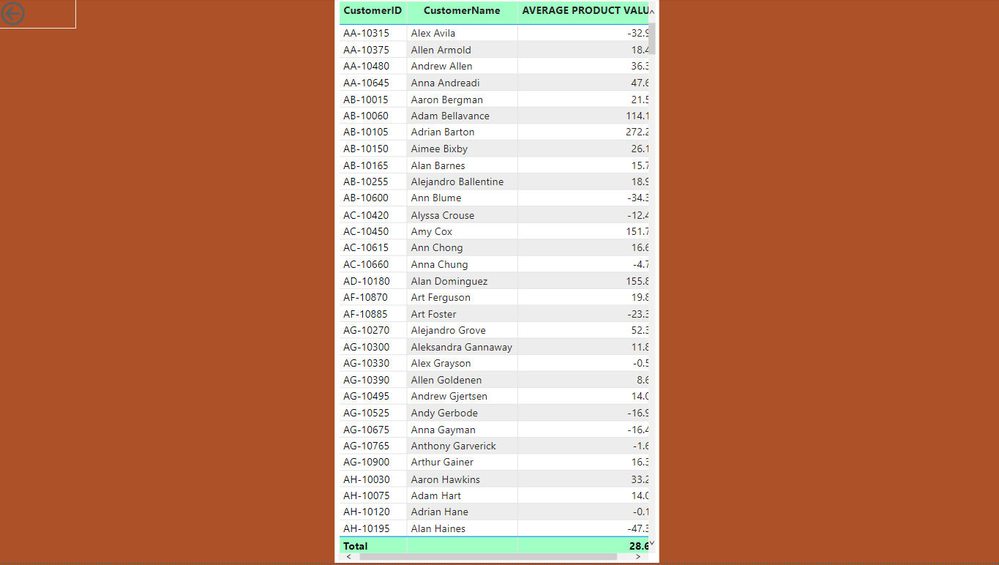 CustomerID CustomerName AVERAGE PRODUCT VALU
AA-10315 Alex Avila -32.9
AA-10375 Allen Armold 18.4
AA-10480 Andrew Allen 36.3
AA-10645 Anna Andreadi 47.6
AB-10015 Aaron Bergman 21.5
AB-10060 Adam Bellavance 114.1
AB-10105 Adrian Barton 272.2
AB-10150 Aimee Bixby 26.1
AB-10165 Alan Barnes 15.7
AB-10255 Alejandro Ballentine 18.9
AB-10600 Ann Blume -34.3
AC-10420 Alyssa Crouse -12.4
AC-10450 Amy Cox 151.7
AC-10615 Ann Chong 16.6
AC-10660 Anna Chung -4.7
AD-10180 Alan Dominguez 155.8
AF-10870 Art Ferguson 19.8
AF-10885 Art Foster -23.3
AG-10270 Alejandro Grove 52.3
AG-10300 Aleksandra Gannaway 11.8
AG-10330 Alex Grayson -0.5
AG-10390 Allen Goldenen 8.6
AG-10495 Andrew Gjertsen 14.0
AG-10525 Andy Gerbode -16.9
AG-10675 Anna Gayman -16.4
AG-10765 Anthony Garverick -1.6
AG-10900 Arthur Gainer 16.3
AH-10030 Aaron Hawkins 33.2
AH-10075 Adam Hart 14.0
AH-10120 Adrian Hane -0.1
AH-10195 Alan Haines -47.3
Total 28.6